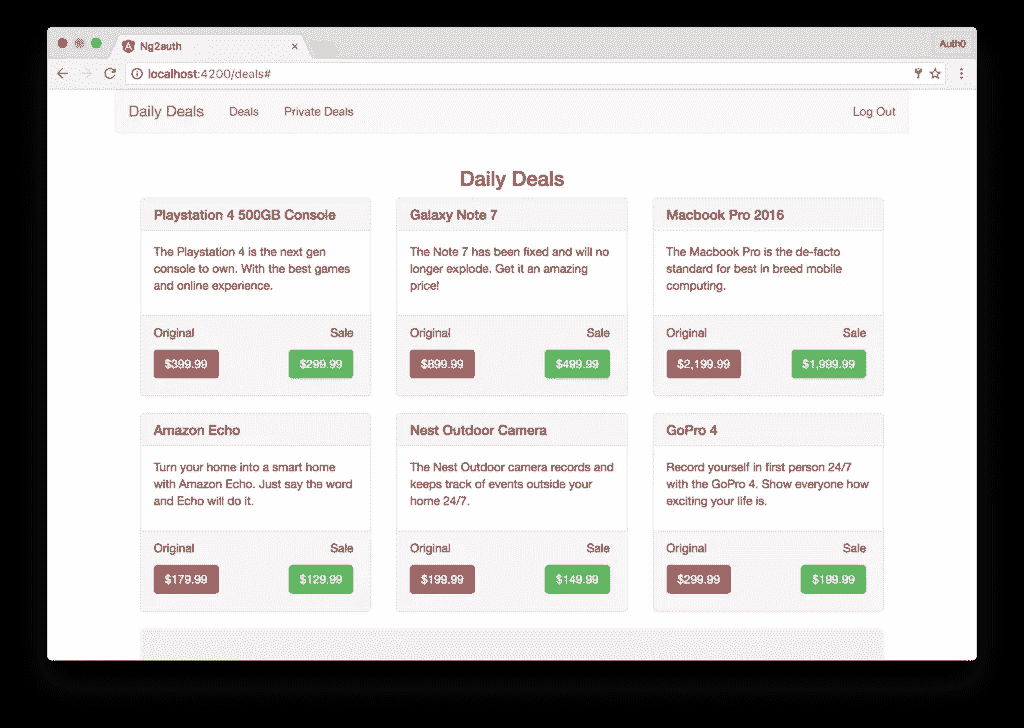 Ng2auth
Auth0
localhost:4200/deals#
Daily Deals Deals Private Deals Log Out
Daily Deals
Playstation 4 500GB Console
The Playstation 4 is the next gen
console to own. With the best games
and online experience.
Original Sale
$399.99 $299.99
Galaxy Note 7
The Note 7 has been fixed and will no
longer explode. Get it an amazing
price!
Original Sale
$899.99 $499.99
Macbook Pro 2016
The Macbook Pro is the de-facto
standard for best in breed mobile
computing.
Original Sale
$2,199.99 $1,999.99
Amazon Echo
Turn your home into a smart home
with Amazon Echo. Just say the word
and Echo will do it.
Original Sale
$179.99 $129.99
Nest Outdoor Camera
The Nest Outdoor camera records and
keeps track of events outside your
home 24/7.
Original Sale
$199.99 $149.99
GoPro 4
Record yourself in first person 24/7
with the GoPro 4. Show everyone how
exciting your life is.
Original Sale
$299.99 $199.99